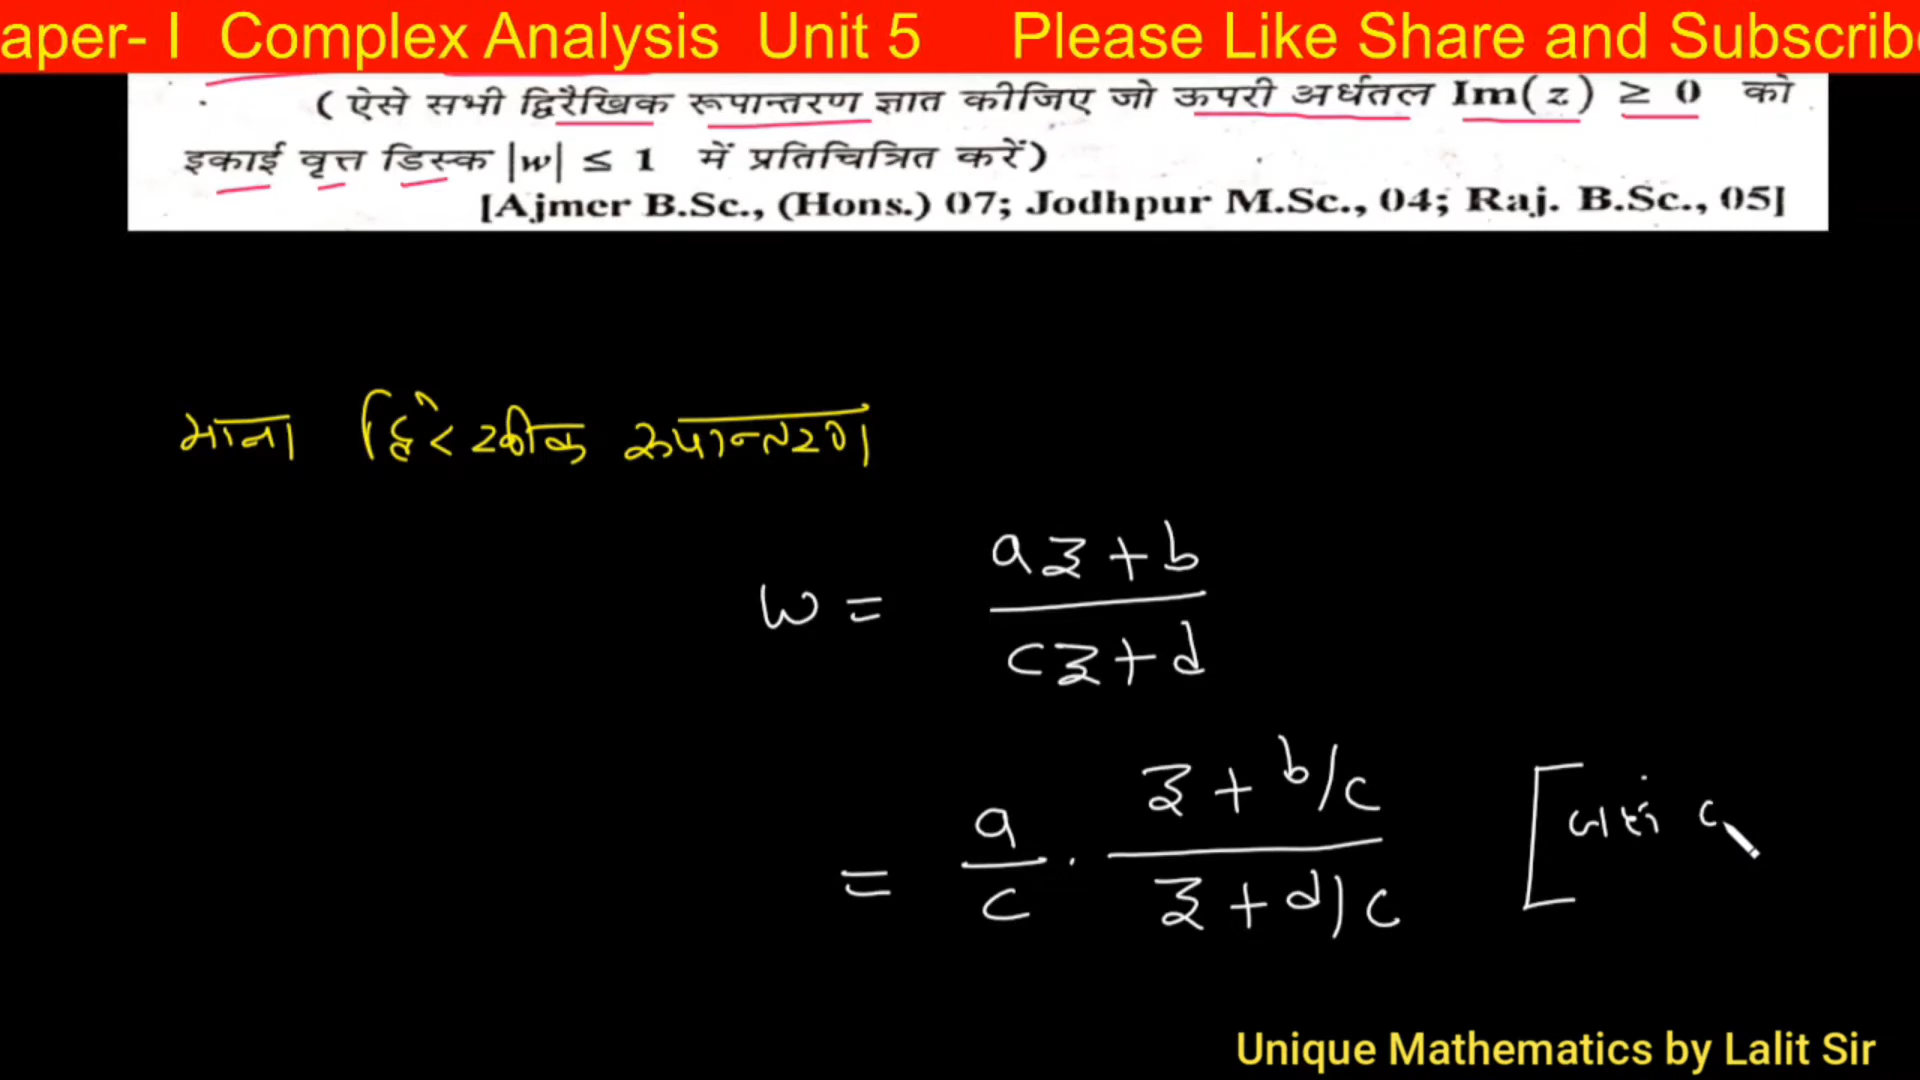 aper- I Complex Analysis Unit 5 Please Like Share and Subscrib
( ऐसे सभी द्विरैखिक रूपान्तरण ज्ञात कीजिए जो ऊपरी अर्धतल Im(z) ≥ 0 को
इकाई वृत्त डिस्क |w| ≤ 1 में प्रतिचित्रित करें)
[Ajmer B.Sc., (Hons.) 07; Jodhpur M.Sc., 04; Raj. B.Sc., 05]
माना रूपान्तरण
w = az + b / cz + d
= a/c . z + b/c / z + d/c [जहां c
Unique Mathematics by Lalit Sir